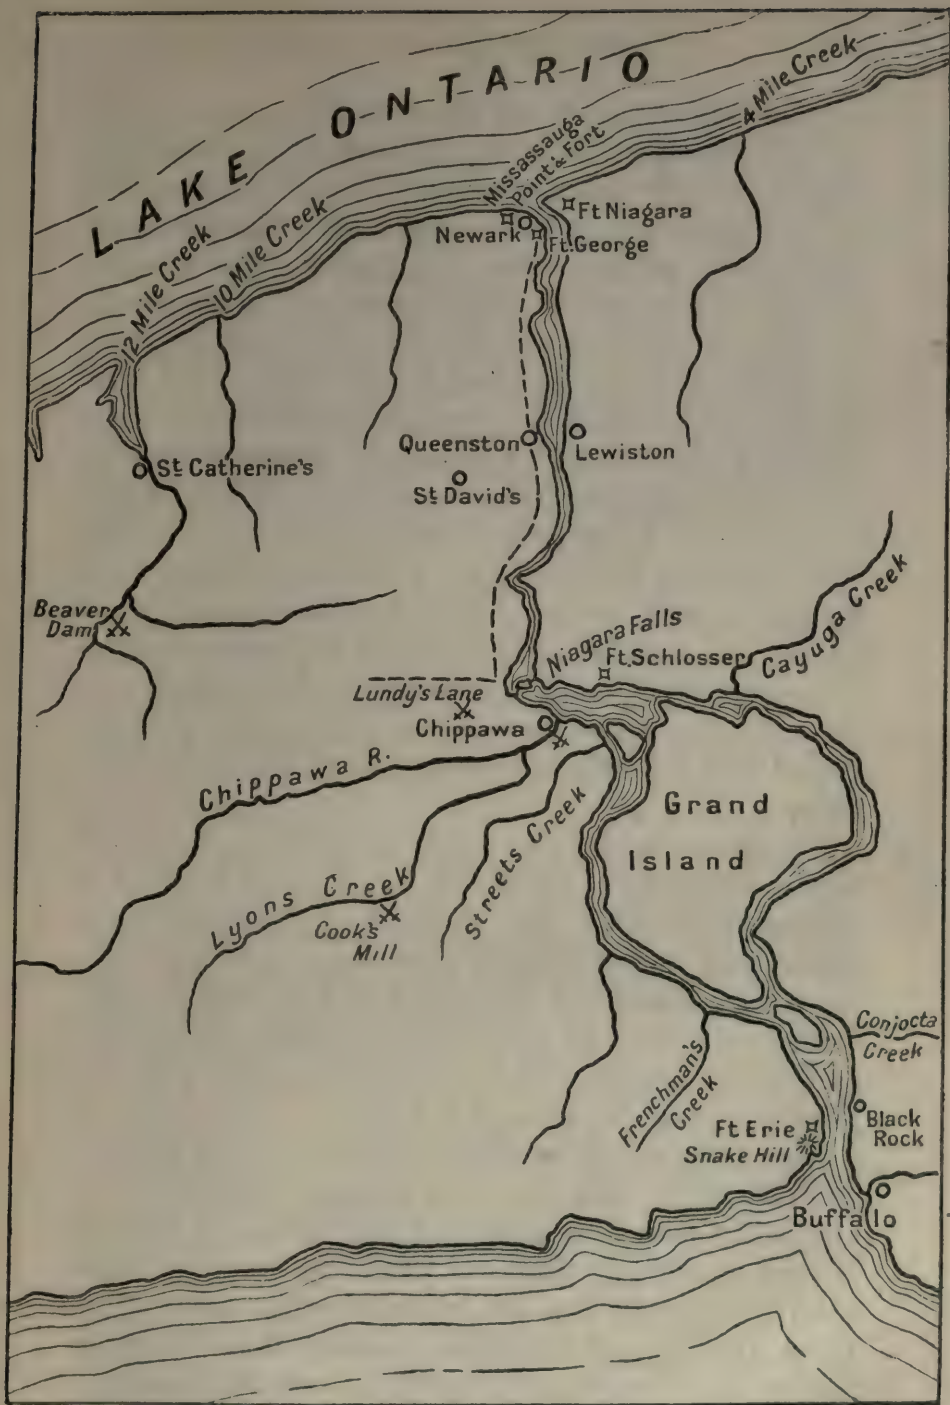 LAKE ONTARIO
4 Mile Creek
Mississauga
Point & Fort
Ft Niagara
Newark
Ft. George
10 Mile Creek
12 Mile Creek
Queenston
Lewiston
St Catherine's
St David's
Beaver
Dam
Cayuga Creek
Niagara Falls
Ft. Schlosser
Lundy's Lane
Chippawa
Chippawa R.
Grand
Island
Streets Creek
Lyons Creek
Cook's
Mill
Conjocta
Creek
Frenchman's
Creek
Black
Rock
Ft Erie
Snake Hill
Buffalo